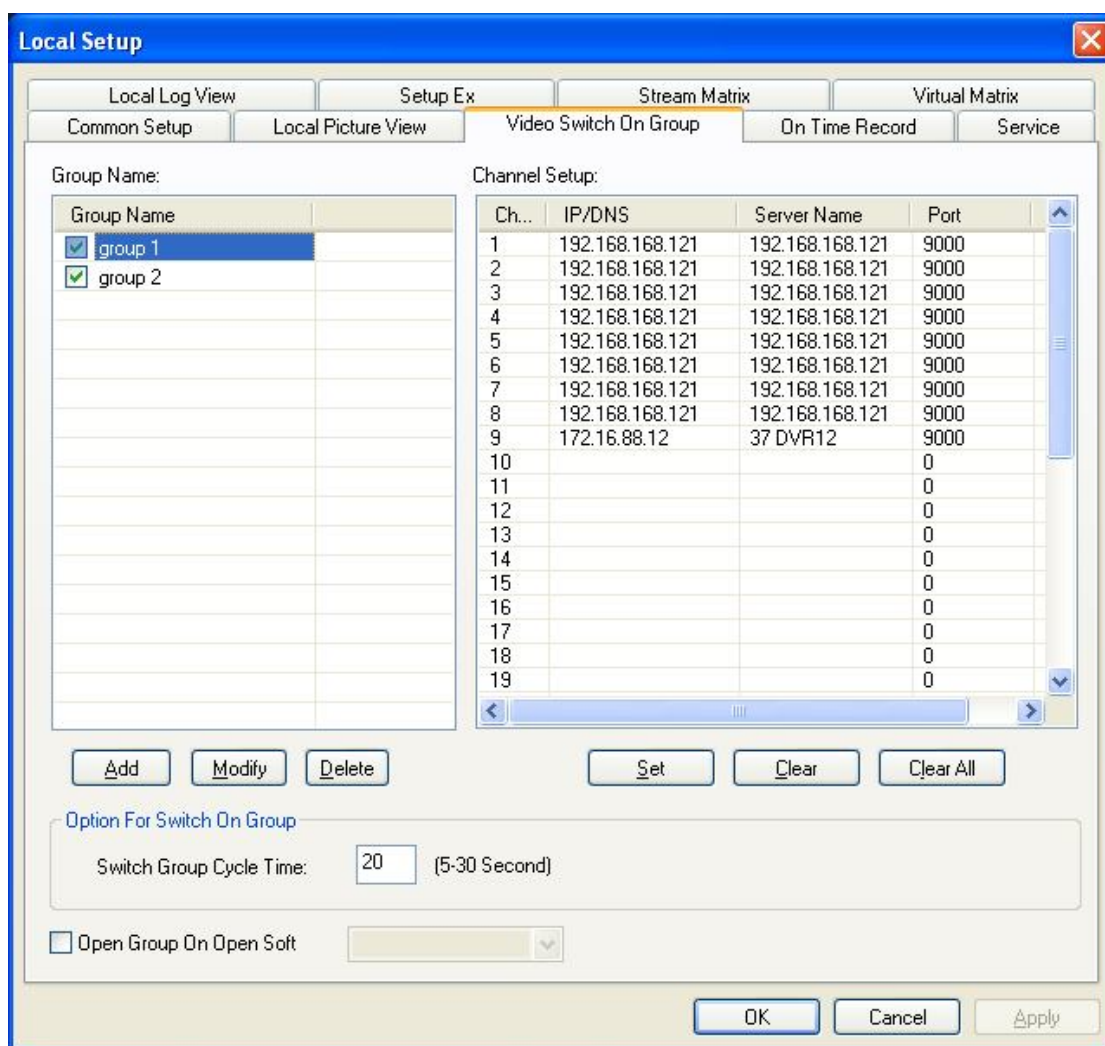 Local Setup
Local Log View Setup Ex Stream Matrix Virtual Matrix
Common Setup Local Picture View Video Switch On Group On Time Record Service
Group Name: Channel Setup:
Group Name Ch... IP/DNS Server Name Port
group 1
group 2
1 192.168.168.121 192.168.168.121 9000
2 192.168.168.121 192.168.168.121 9000
3 192.168.168.121 192.168.168.121 9000
4 192.168.168.121 192.168.168.121 9000
5 192.168.168.121 192.168.168.121 9000
6 192.168.168.121 192.168.168.121 9000
7 192.168.168.121 192.168.168.121 9000
8 192.168.168.121 192.168.168.121 9000
9 172.16.88.12 37 DVR12 9000
10 0
11 0
12 0
13 0
14 0
15 0
16 0
17 0
18 0
19 0
Add Modify Delete Set Clear Clear All
Option For Switch On Group
Switch Group Cycle Time: 20 (5-30 Second)
Open Group On Open Soft
OK Cancel Apply